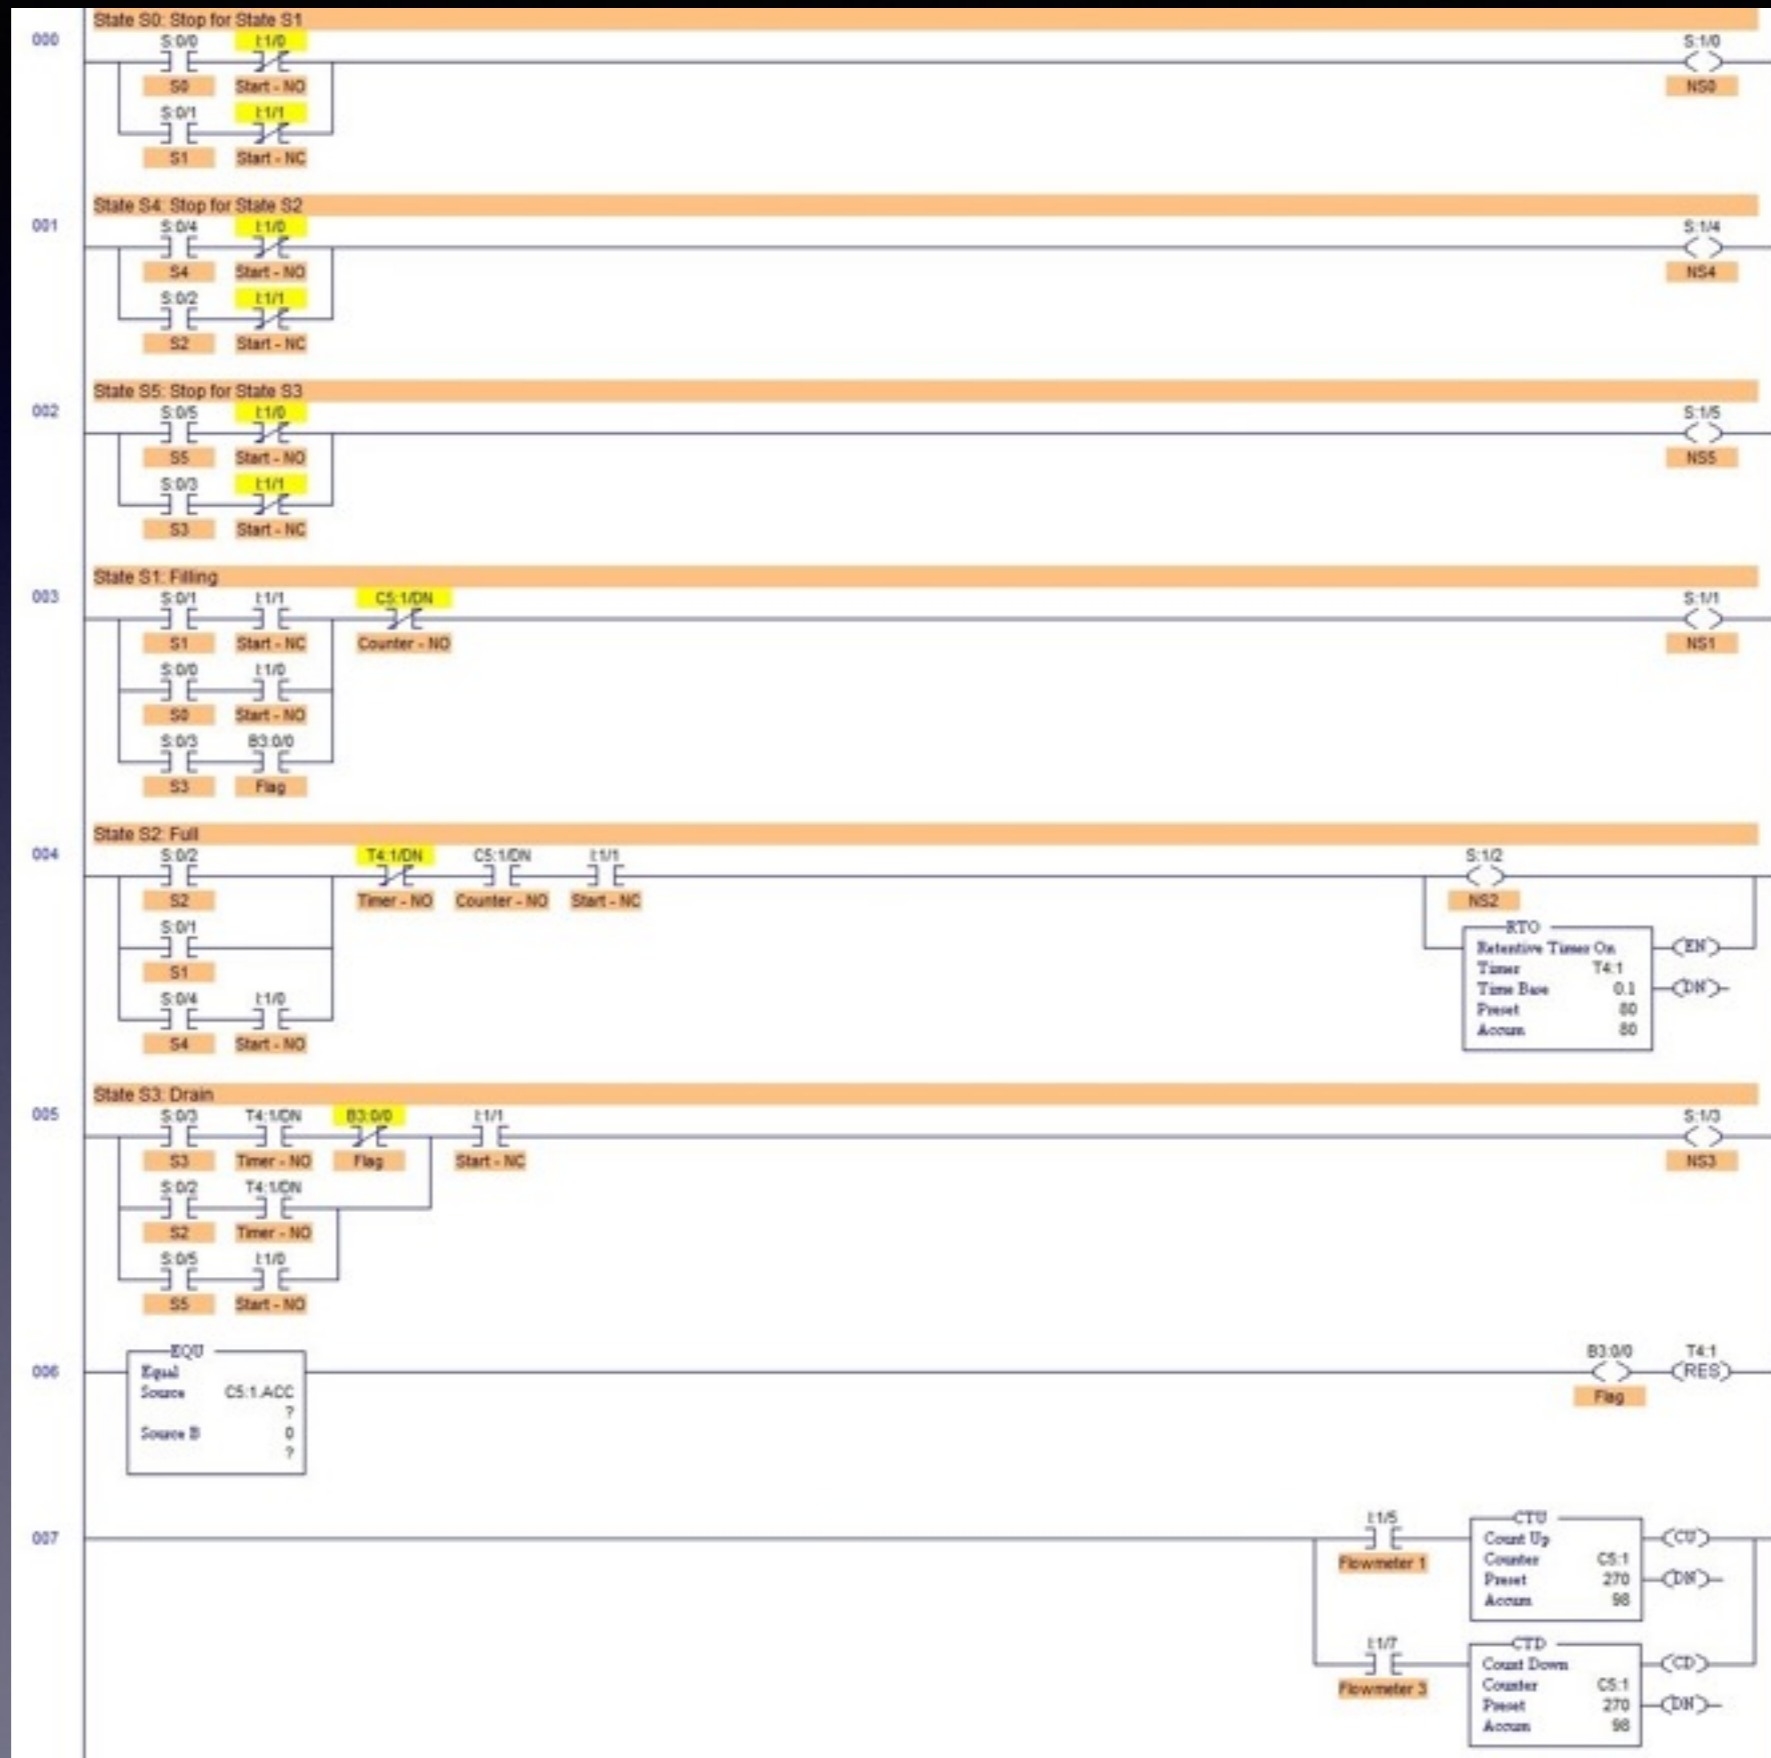 State S0: Stop for State S1
000
S:0/0 I:1/0 S:1/0
S0 Start - NO NS0
S:0/1 I:1/1
S1 Start - NC
State S4: Stop for State S2
001
S:0/4 I:1/0 S:1/4
S4 Start - NO NS4
S:0/2 I:1/1
S2 Start - NC
State S5: Stop for State S3
002
S:0/5 I:1/0 S:1/5
S5 Start - NO NS5
S:0/3 I:1/1
S3 Start - NC
State S1: Filling
003
S:0/1 I:1/1 C5:1/DN S:1/1
S1 Start - NC Counter - NO NS1
S:0/0 I:1/0
S0 Start - NO
S:0/3 B3:0/0
S3 Flag
State S2: Full
004
S:0/2 T4:1/DN C5:1/DN I:1/1 S:1/2
S2 Timer - NO Counter - NO Start - NC NS2
S:0/1 RTO
Retentive Timer On EN
S1 Timer T4:1
S:0/4 I:1/0 Time Base 0.1 DN
Preset 80
Accum 80
S4 Start - NO
State S3: Drain
005
S:0/3 T4:1/DN B3:0/0 I:1/1 S:1/3
S3 Timer - NO Flag Start - NC NS3
S:0/2 T4:1/DN
S2 Timer - NO
S:0/5 I:1/0
S5 Start - NO
EQU B3:0/0 T4:1
006 Equal RES
Source C5:1.ACC Flag
?
Source B 0
?
I:1/5 CTU
007 Count Up CU
Flowmeter 1 Counter C5:1
Preset 270 DN
Accum 98
I:1/7 CTD
Count Down CD
Flowmeter 3 Counter C5:1
Preset 270 DN
Accum 98